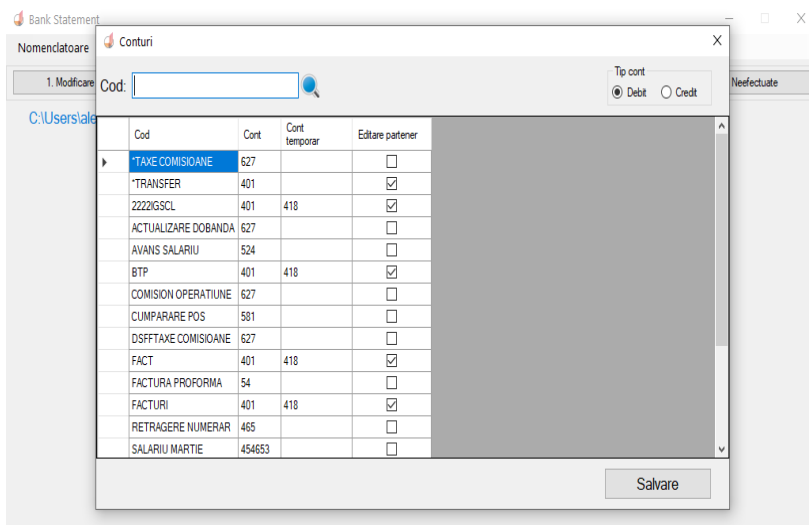 Bank Statement
Nomenclatoare
1. Modificare
Neefectuate
C:\Users\ale
Conturi
Cod:
Tip cont
Debit Credit
Cod Cont Cont temporar Editare partener
*TAXE COMISIOANE 627
*TRANSFER 401
2222IGSCL 401 418
ACTUALIZARE DOBANDA 627
AVANS SALARIU 524
BTP 401 418
COMISION OPERATIUNE 627
CUMPARARE POS 581
DSFFTAXE COMISIOANE 627
FACT 401 418
FACTURA PROFORMA 54
FACTURI 401 418
RETRAGERE NUMERAR 465
SALARIU MARTIE 454653
Salvare